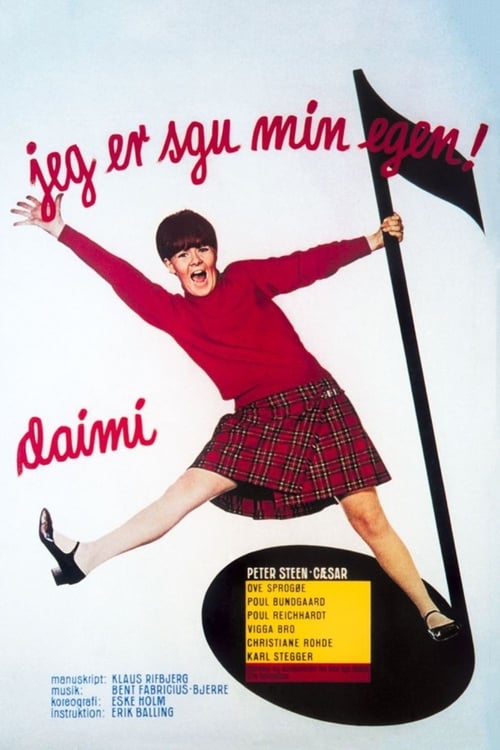 jeg er sgu min egen!
daimi
PETER STEEN-CÆSAR
OVE SPROGØE
POUL BUNDGAARD
POUL REICHHARDT
VIGGA BRO
CHRISTIANE ROHDE
KARL STEGGER
manuskript: KLAUS RIFBJERG
musik: BENT FABRICIUS-BJERRE
koreografi: ESKE HOLM
instruktion: ERIK BALLING